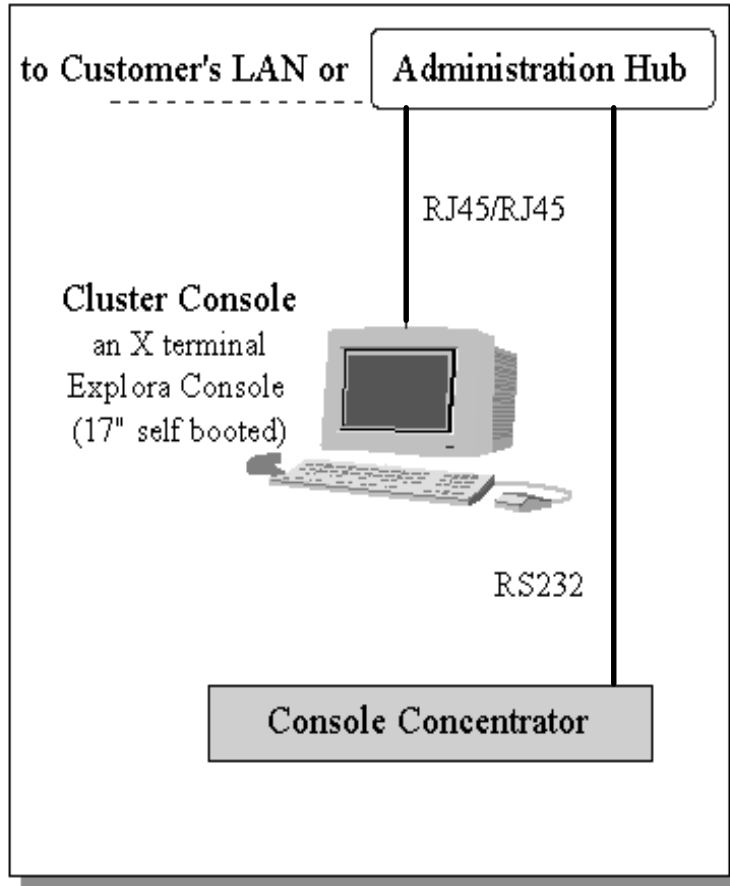 to Customer's LAN or
Administration Hub
RJ45/RJ45
Cluster Console
an X terminal
Explora Console
(17" self booted)
RS232
Console Concentrator